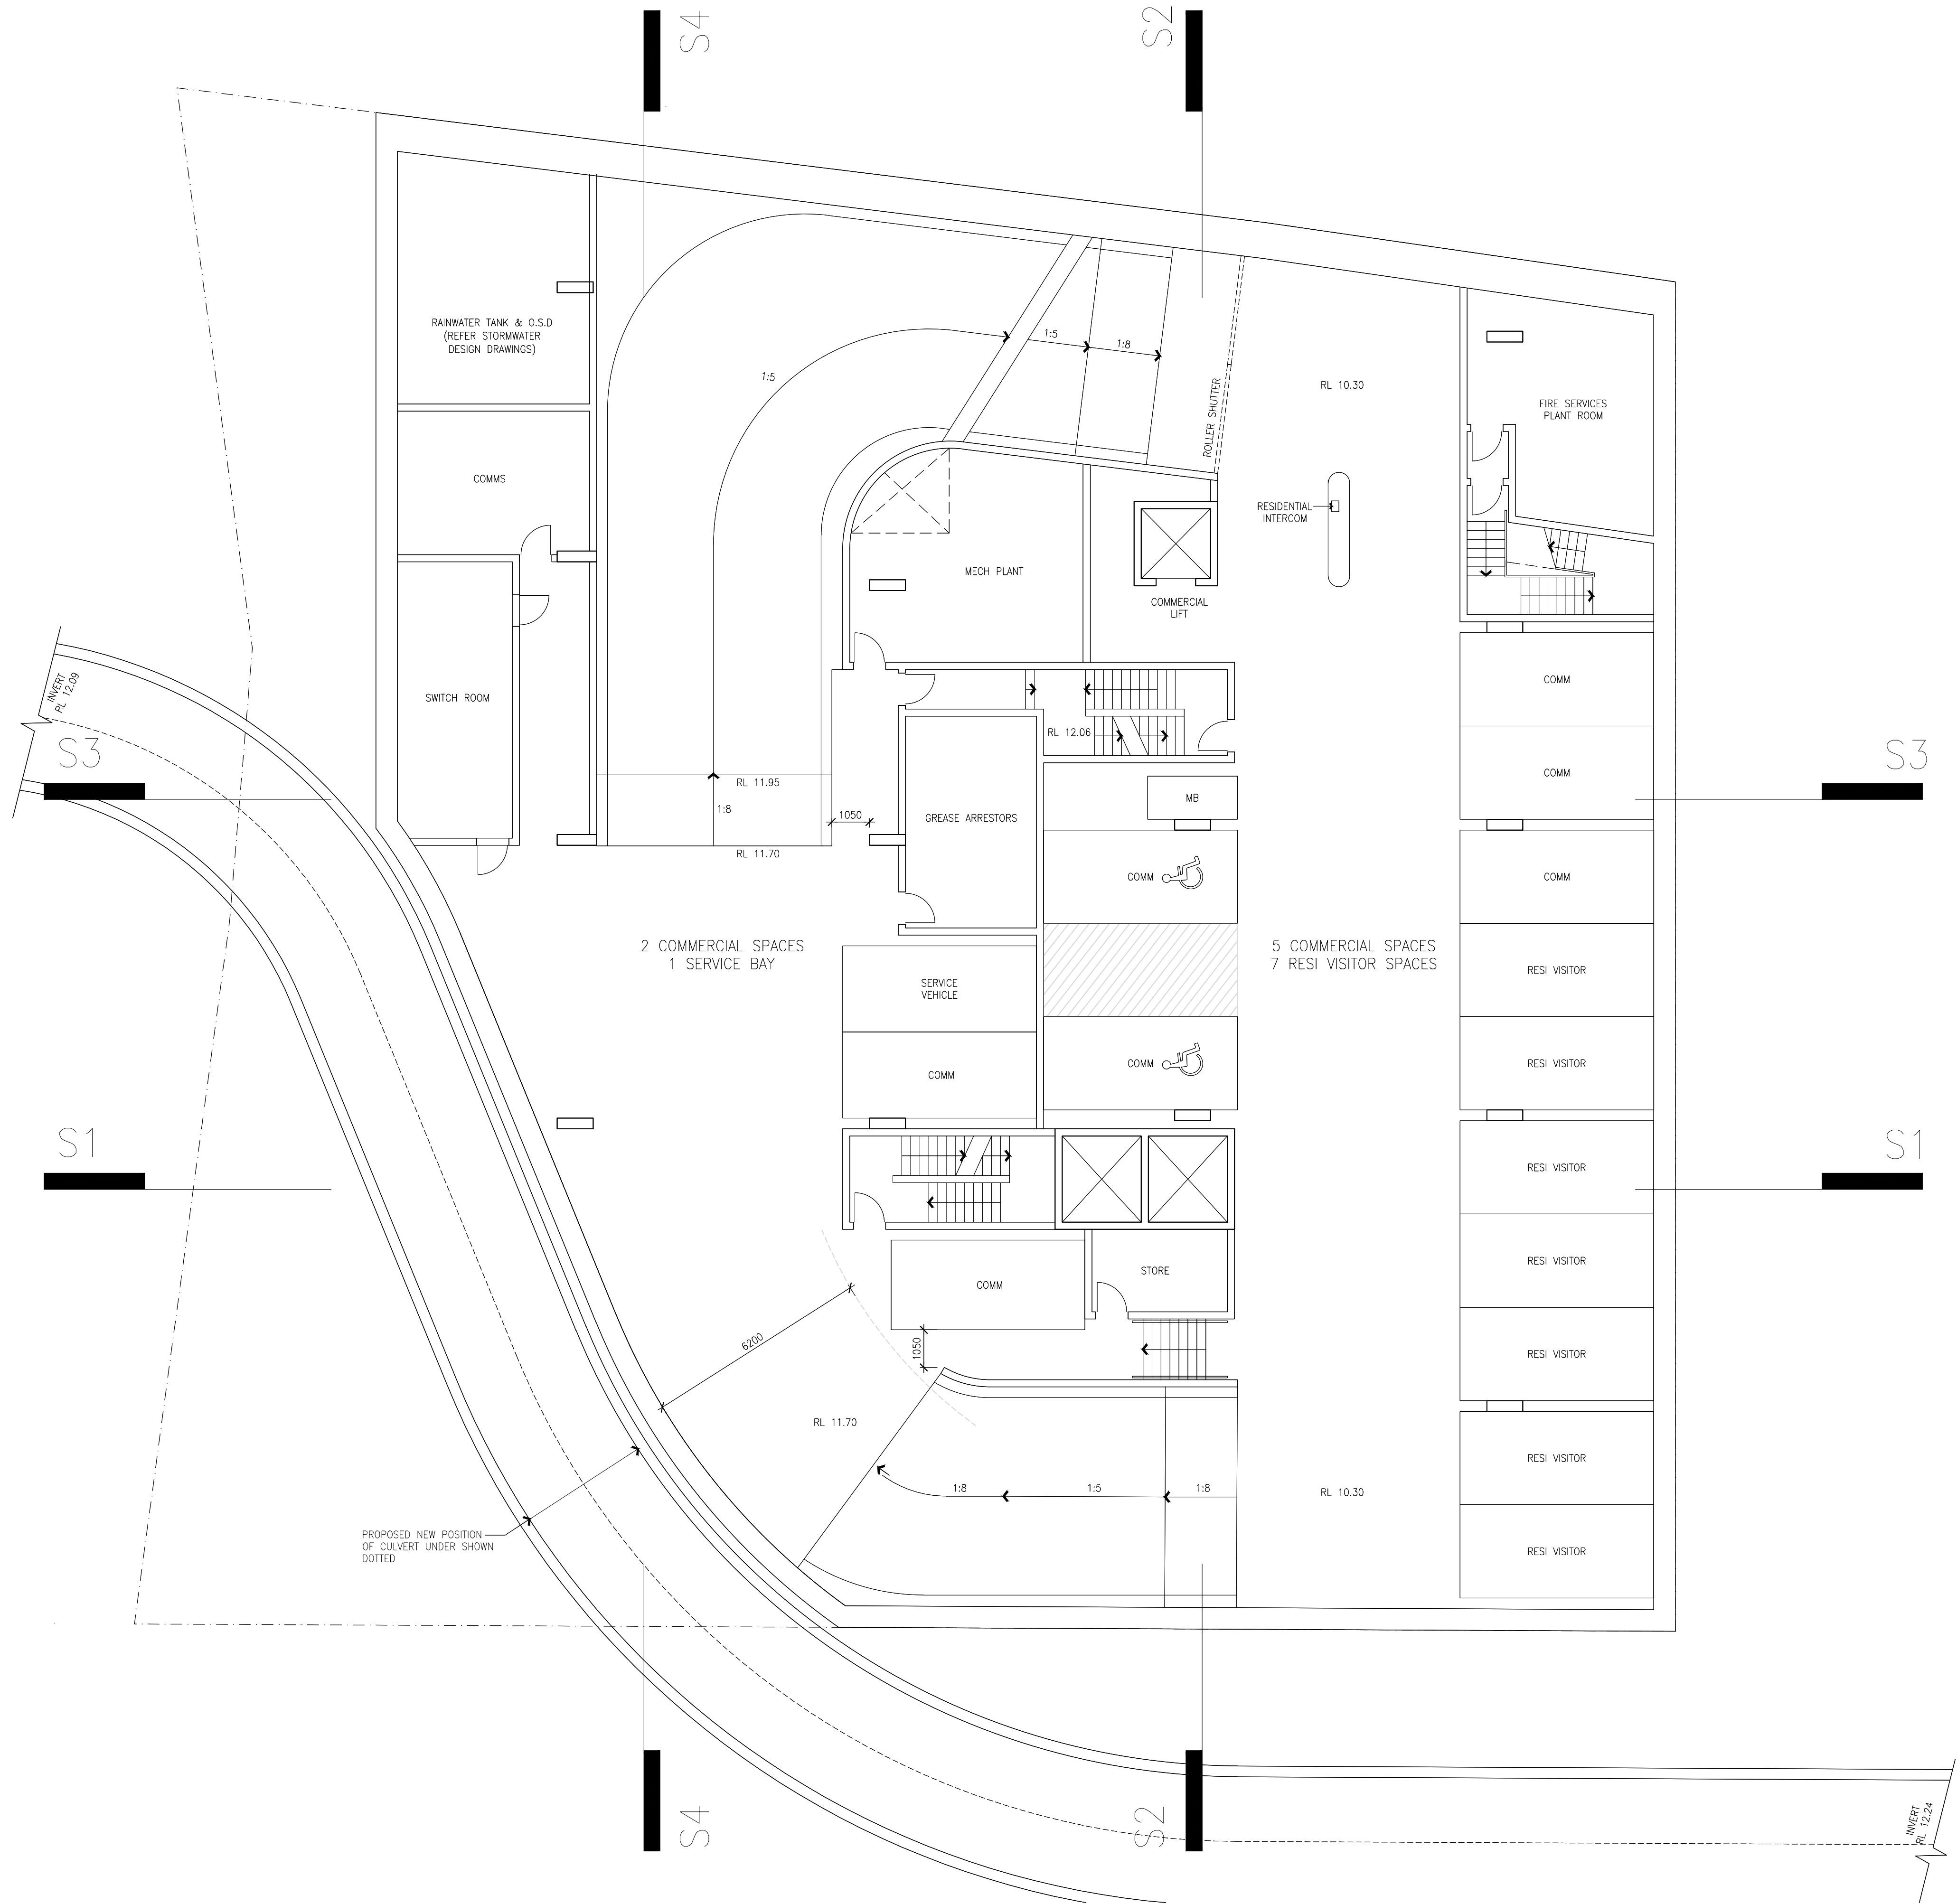 S4
S2
RAINWATER TANK & O.S.D
(REFER STORMWATER
DESIGN DRAWINGS)
1:5
1:5
1:8
ROLLER SHUTTER
RL 10.30
FIRE SERVICES
PLANT ROOM
COMMS
RESIDENTIAL
INTERCOM
MECH PLANT
COMMERCIAL
LIFT
SWITCH ROOM
INVERT
RL 12.09
COMM
RL 12.06
S3
S3
RL 11.95
COMM
MB
1:8
1050
GREASE ARRESTORS
RL 11.70
COMM
COMM
2 COMMERCIAL SPACES
1 SERVICE BAY
5 COMMERCIAL SPACES
7 RESI VISITOR SPACES
RESI VISITOR
SERVICE
VEHICLE
COMM
COMM
RESI VISITOR
S1
S1
RESI VISITOR
STORE
COMM
RESI VISITOR
6200
1050
RESI VISITOR
RL 11.70
RESI VISITOR
1:8
1:5
1:8
RL 10.30
PROPOSED NEW POSITION
OF CULVERT UNDER SHOWN
DOTTED
RESI VISITOR
S4
S2
INVERT
RL 12.24